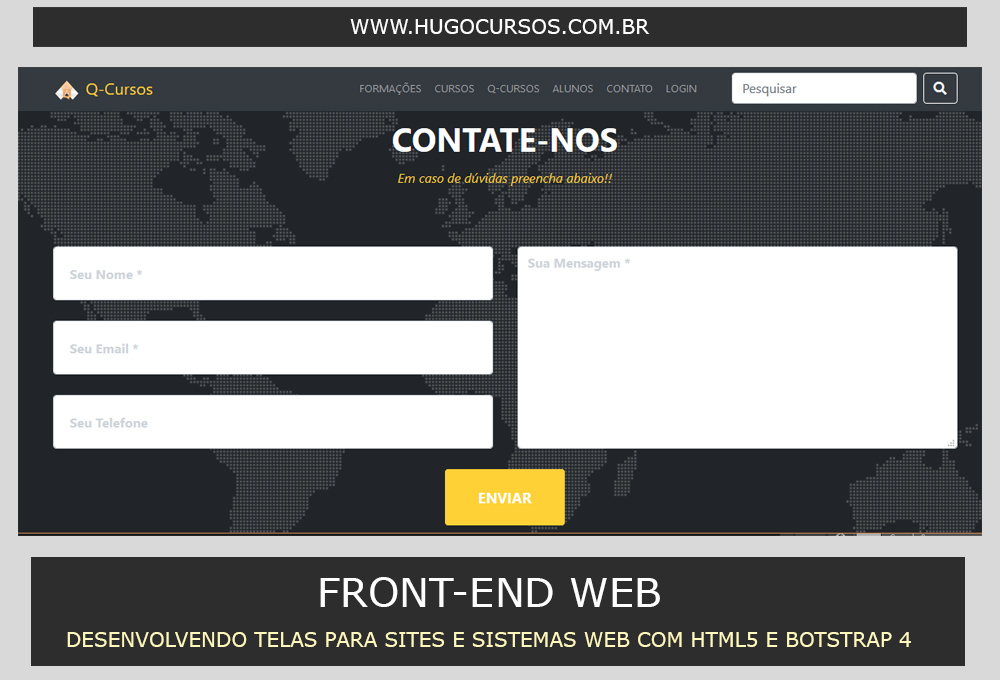 WWW.HUGOCURSOS.COM.BR
Q-Cursos FORMAÇÕES CURSOS Q-CURSOS ALUNOS CONTATO LOGIN Pesquisar
CONTATE-NOS
Em caso de dúvidas preencha abaixo!!
Seu Nome *
Sua Mensagem *
Seu Email *
Seu Telefone
ENVIAR
FRONT-END WEB
DESENVOLVENDO TELAS PARA SITES E SISTEMAS WEB COM HTML5 E BOTSTRAP 4